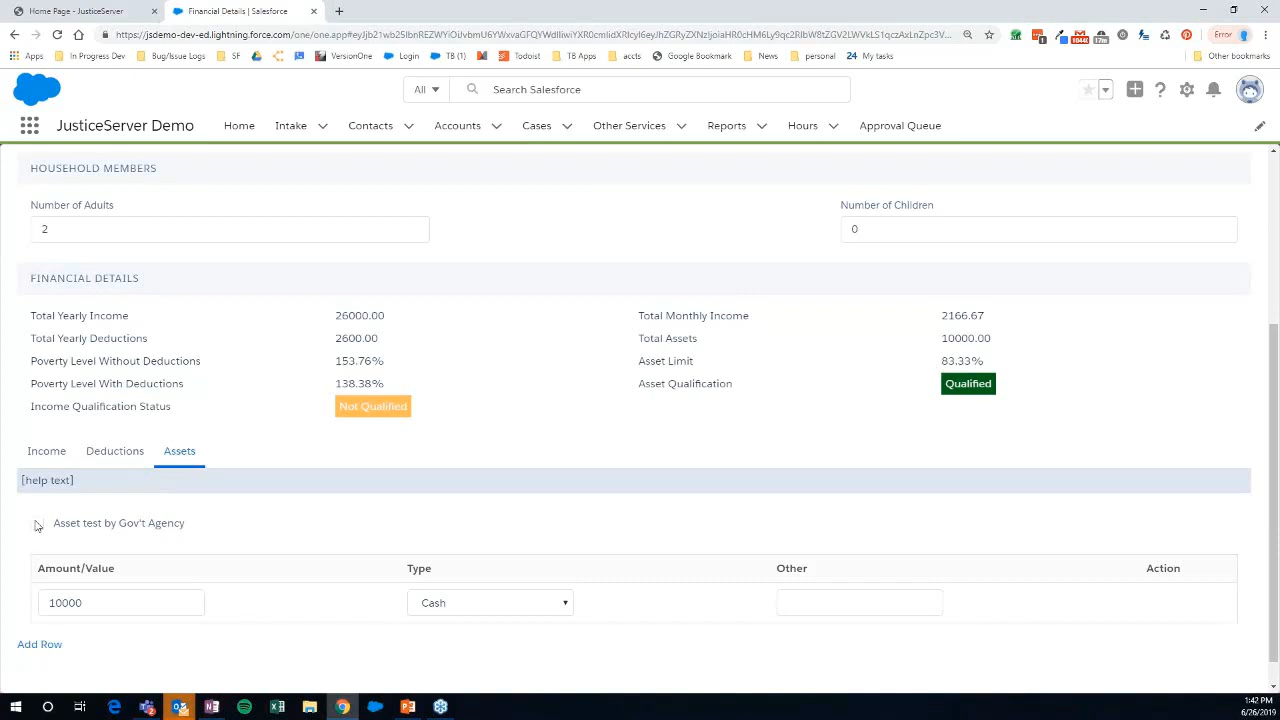 Home Page - JusticeServer
Financial Details | Salesforce
Error
Apps
In Progress Dev
Bug/Issue Logs
SF
VersionOne
Login
TB (1)
Todoist
TB Apps
accts
Google Bookmark
News
personal
24 My tasks
Other bookmarks
All
Search Salesforce
JusticeServer Demo
Home
Intake
Contacts
Accounts
Cases
Other Services
Reports
Hours
Approval Queue
HOUSEHOLD MEMBERS
Number of Adults
Number of Children
2
0
FINANCIAL DETAILS
Total Yearly Income 26000.00 Total Monthly Income 2166.67
Total Yearly Deductions 2600.00 Total Assets 10000.00
Poverty Level Without Deductions 153.76% Asset Limit 83.33%
Poverty Level With Deductions 138.38% Asset Qualification Qualified
Income Qualification Status Not Qualified
Income Deductions Assets
[help text]
Asset test by Gov't Agency
Amount/Value Type Other Action
10000 Cash
Add Row
1:42 PM
6/26/2019